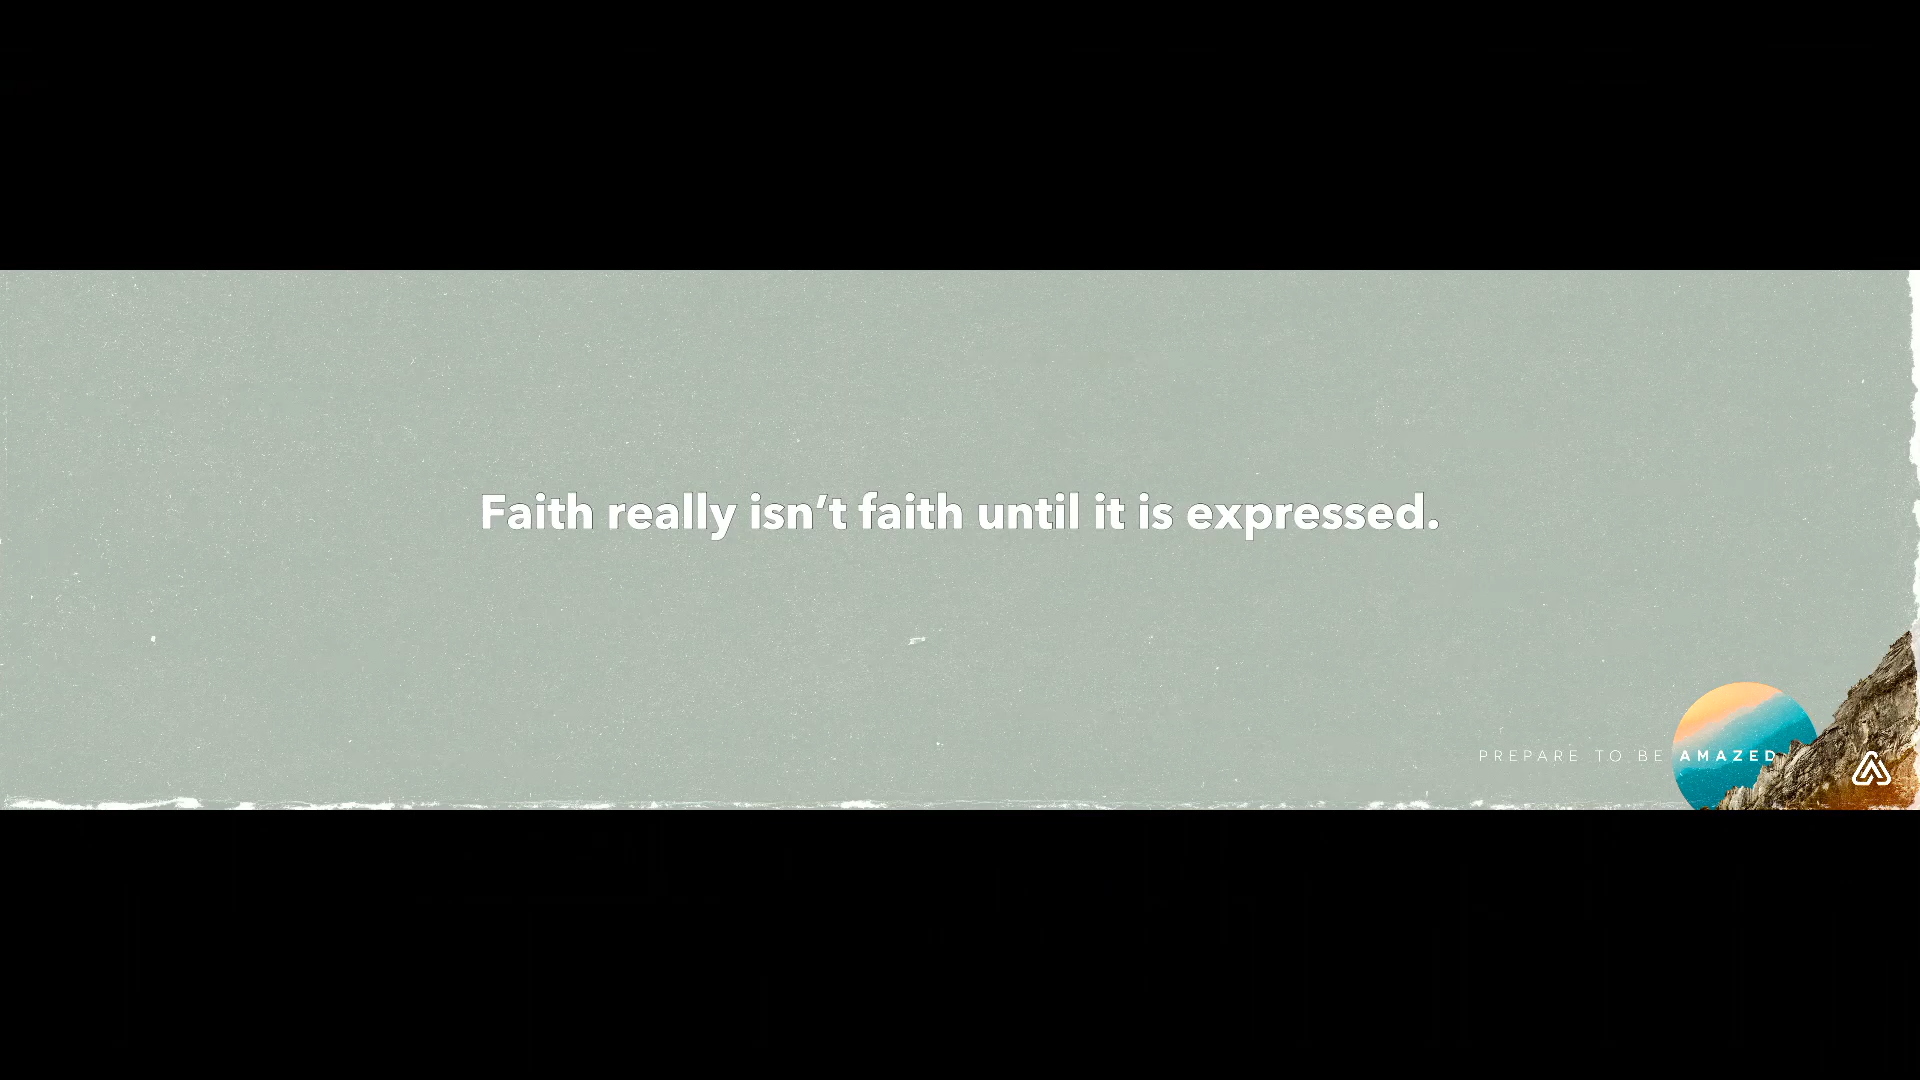 Faith really isn’t faith until it is expressed.
PREPARE TO BE AMAZED